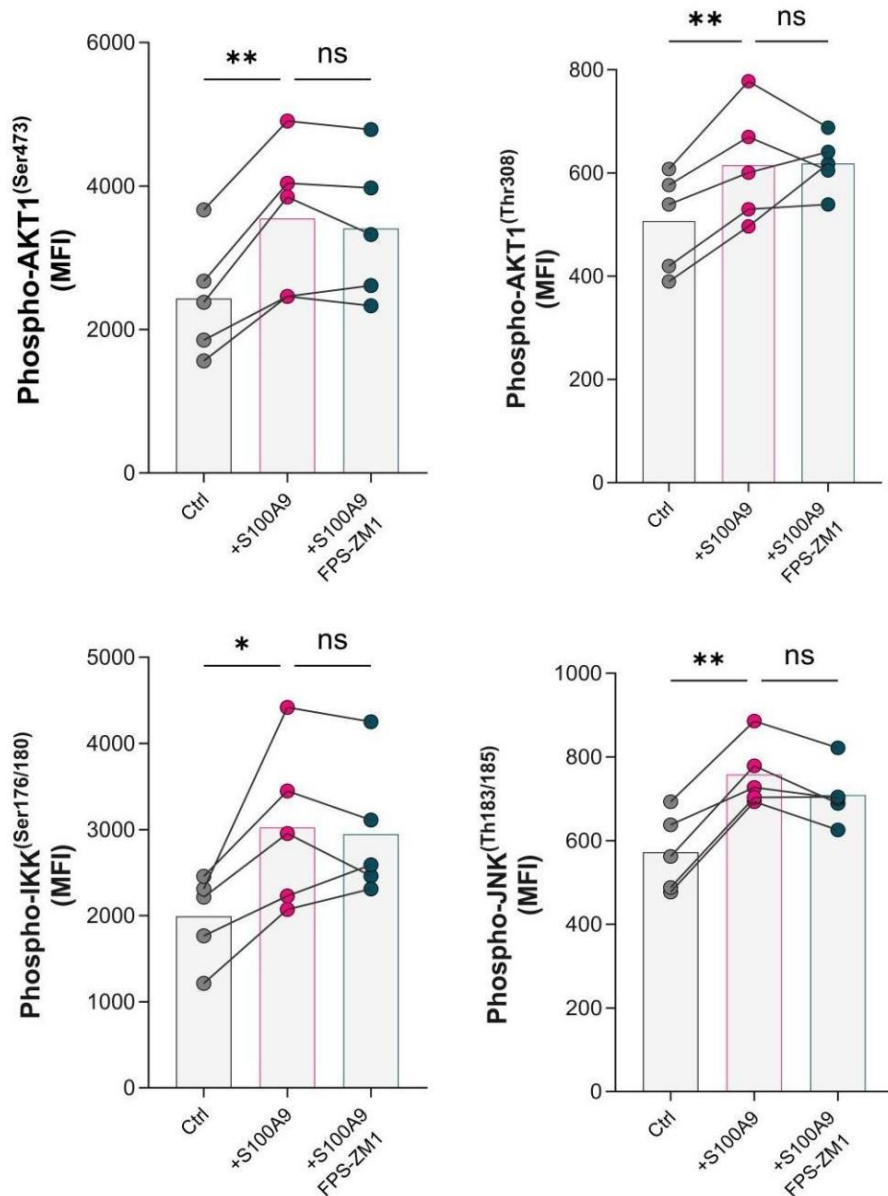 ** ns
6000
4000
2000
0
Phospho-AKT1(Ser473)
(MFI)
Ctrl
+S100A9
+S100A9
FPS-ZM1
** ns
800
600
400
200
0
Phospho-AKT1(Thr308)
(MFI)
Ctrl
+S100A9
+S100A9
FPS-ZM1
* ns
5000
4000
3000
2000
1000
0
Phospho-IKK(Ser176/180)
(MFI)
Ctrl
+S100A9
+S100A9
FPS-ZM1
** ns
1000
800
600
400
200
0
Phospho-JNK(Th183/185)
(MFI)
Ctrl
+S100A9
+S100A9
FPS-ZM1